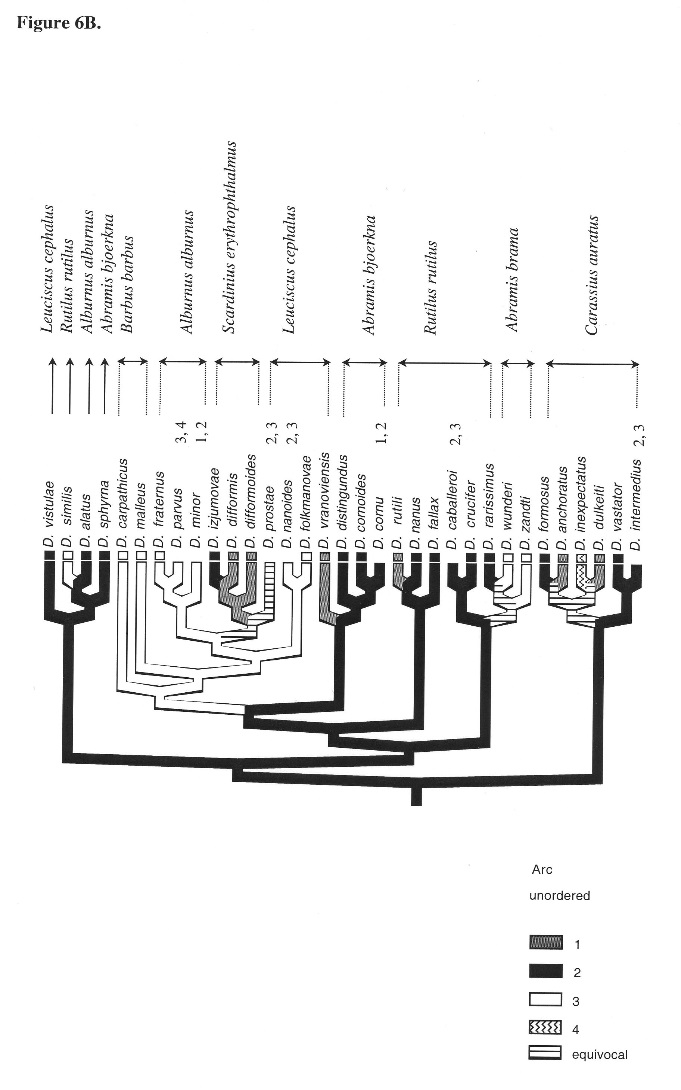 Figure 6B.
Leuciscus cephalus
Rutilus rutilus
Alburnus alburnus
Abramis bjoerkna
Barbus barbus
Alburnus alburnus
Scardinius erythrophthalmus
Leuciscus cephalus
Abramis bjoerkna
Rutilus rutilus
Abramis brama
Carassius auratus
3, 4
1, 2
2, 3
2, 3
1, 2
2, 3
2, 3
D. vistulae
D. similis
D. alatus
D. sphyrna
D. carpathicus
D. malleus
D. fraternus
D. parvus
D. minor
D. izjumovae
D. difformis
D. difformoides
D. prostae
D. nanoides
D. folkmanovae
D. vranoviensis
D. distingundus
D. cornoides
D. cornu
D. rutili
D. nanus
D. fallax
D. caballeroi
D. crucifer
D. rarissimus
D. wunderi
D. zandti
D. formosus
D. anchoratus
D. inexpectatus
D. dulkeiti
D. vastator
D. intermedius
Arc
unordered
1
2
3
4
equivocal